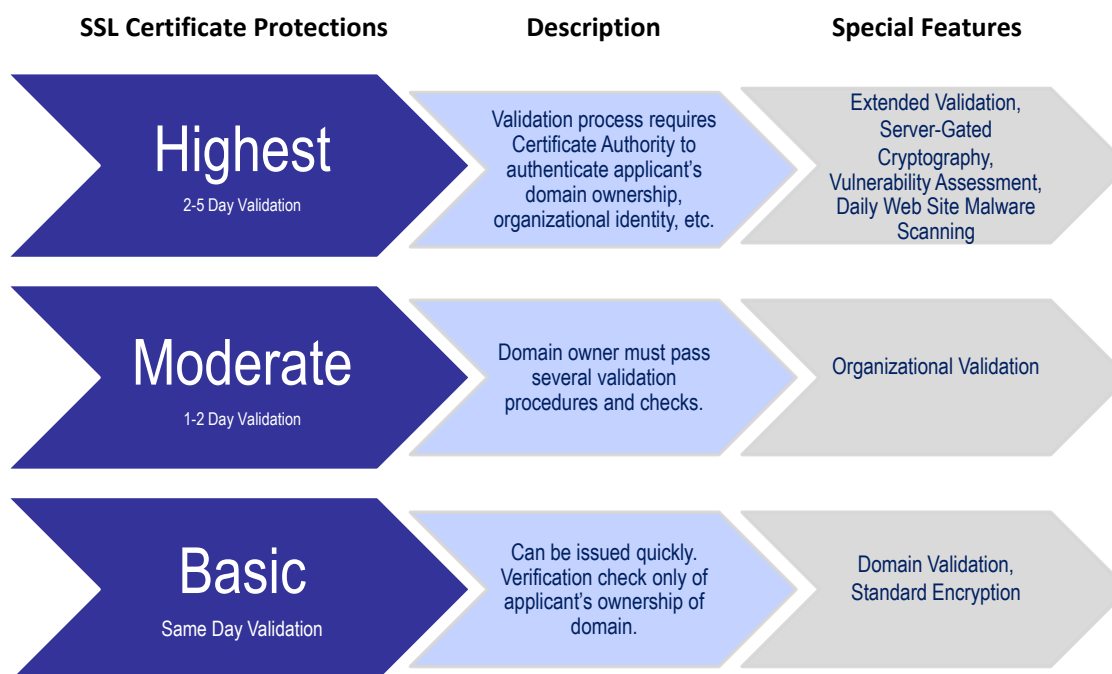 SSL Certificate Protections
Description
Special Features
Highest
2-5 Day Validation
Validation process requires
Certificate Authority to
authenticate applicant’s
domain ownership,
organizational identity, etc.
Extended Validation,
Server-Gated
Cryptography,
Vulnerability Assessment,
Daily Web Site Malware
Scanning
Moderate
1-2 Day Validation
Domain owner must pass
several validation
procedures and checks.
Organizational Validation
Basic
Same Day Validation
Can be issued quickly.
Verification check only of
applicant’s ownership of
domain.
Domain Validation,
Standard Encryption